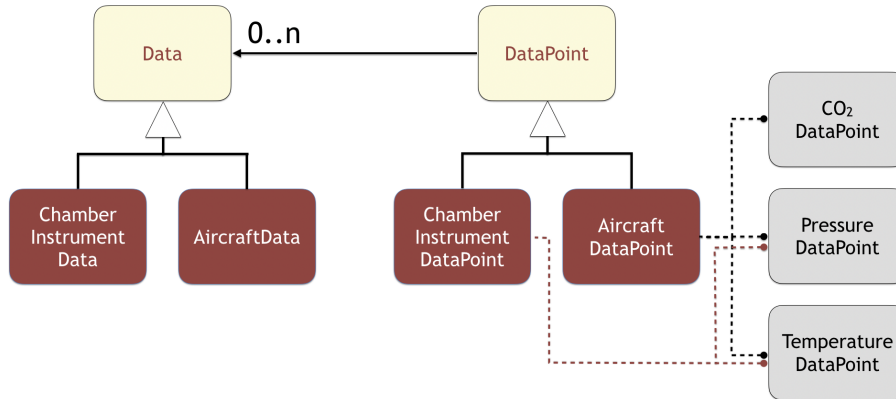 0..n
Data
DataPoint
CO₂
DataPoint
Chamber
Instrument
Data
AircraftData
Chamber
Instrument
DataPoint
Aircraft
DataPoint
Pressure
DataPoint
Temperature
DataPoint